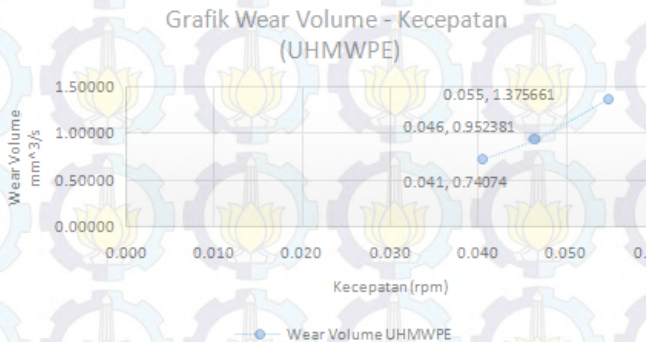 Grafik Wear Volume - Kecepatan
(UHMWPE)
Wear Volume
mm^3/s
1.50000
1.00000
0.50000
0.00000
0.055, 1.375661
0.046, 0.952381
0.041, 0.74074
0.000 0.010 0.020 0.030 0.040 0.050
Kecepatan (rpm)
Wear Volume UHMWPE